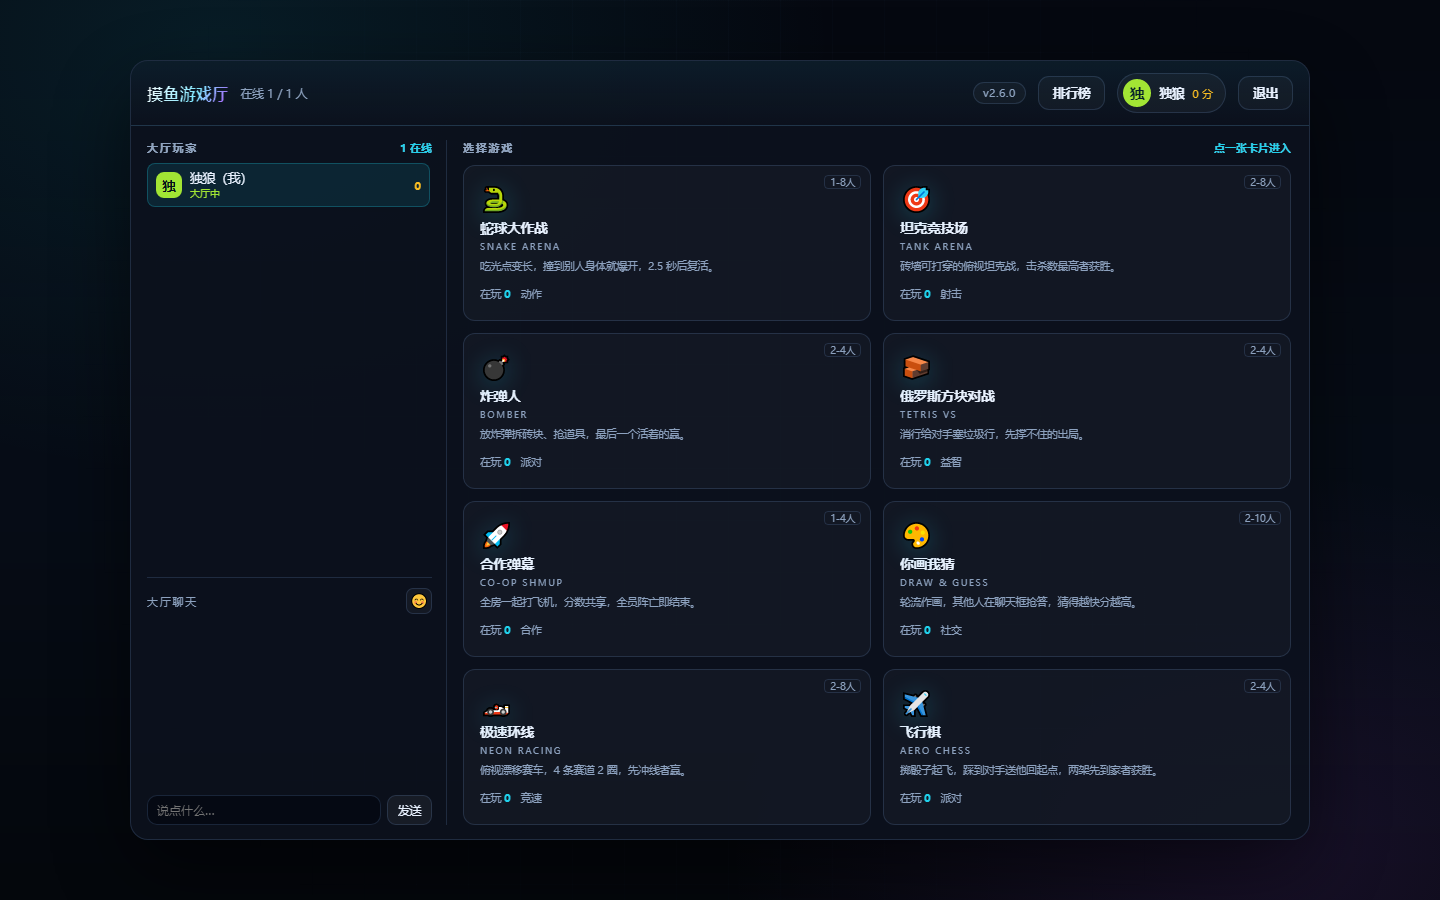 摸鱼游戏厅 在线 1 / 1 人 v2.6.0 排行榜 独 独狼 0 分 退出
大厅玩家 1 在线
独 独狼（我） 0
大厅中
大厅聊天
说点什么... 发送
选择游戏 点一张卡片进入
1-8人
蛇球大作战
SNAKE ARENA
吃光点变长，撞到别人身体就爆开，2.5 秒后复活。
在玩 0 动作
2-8人
坦克竞技场
TANK ARENA
砖墙可打穿的俯视坦克战，击杀数最高者获胜。
在玩 0 射击
2-4人
炸弹人
BOMBER
放炸弹拆砖块、抢道具，最后一个活着的赢。
在玩 0 派对
2-4人
俄罗斯方块对战
TETRIS VS
消行给对手塞垃圾行，先撑不住的出局。
在玩 0 益智
1-4人
合作弹幕
CO-OP SHMUP
全房一起打飞机，分数共享，全员阵亡即结束。
在玩 0 合作
2-10人
你画我猜
DRAW & GUESS
轮流作画，其他人在聊天框抢答，猜得越快分越高。
在玩 0 社交
2-8人
极速环线
NEON RACING
俯视漂移赛车，4 条赛道 2 圈，先冲线者赢。
在玩 0 竞速
2-4人
飞行棋
AERO CHESS
掷骰子起飞，踩到对手送他回起点，两架先到家者获胜。
在玩 0 派对